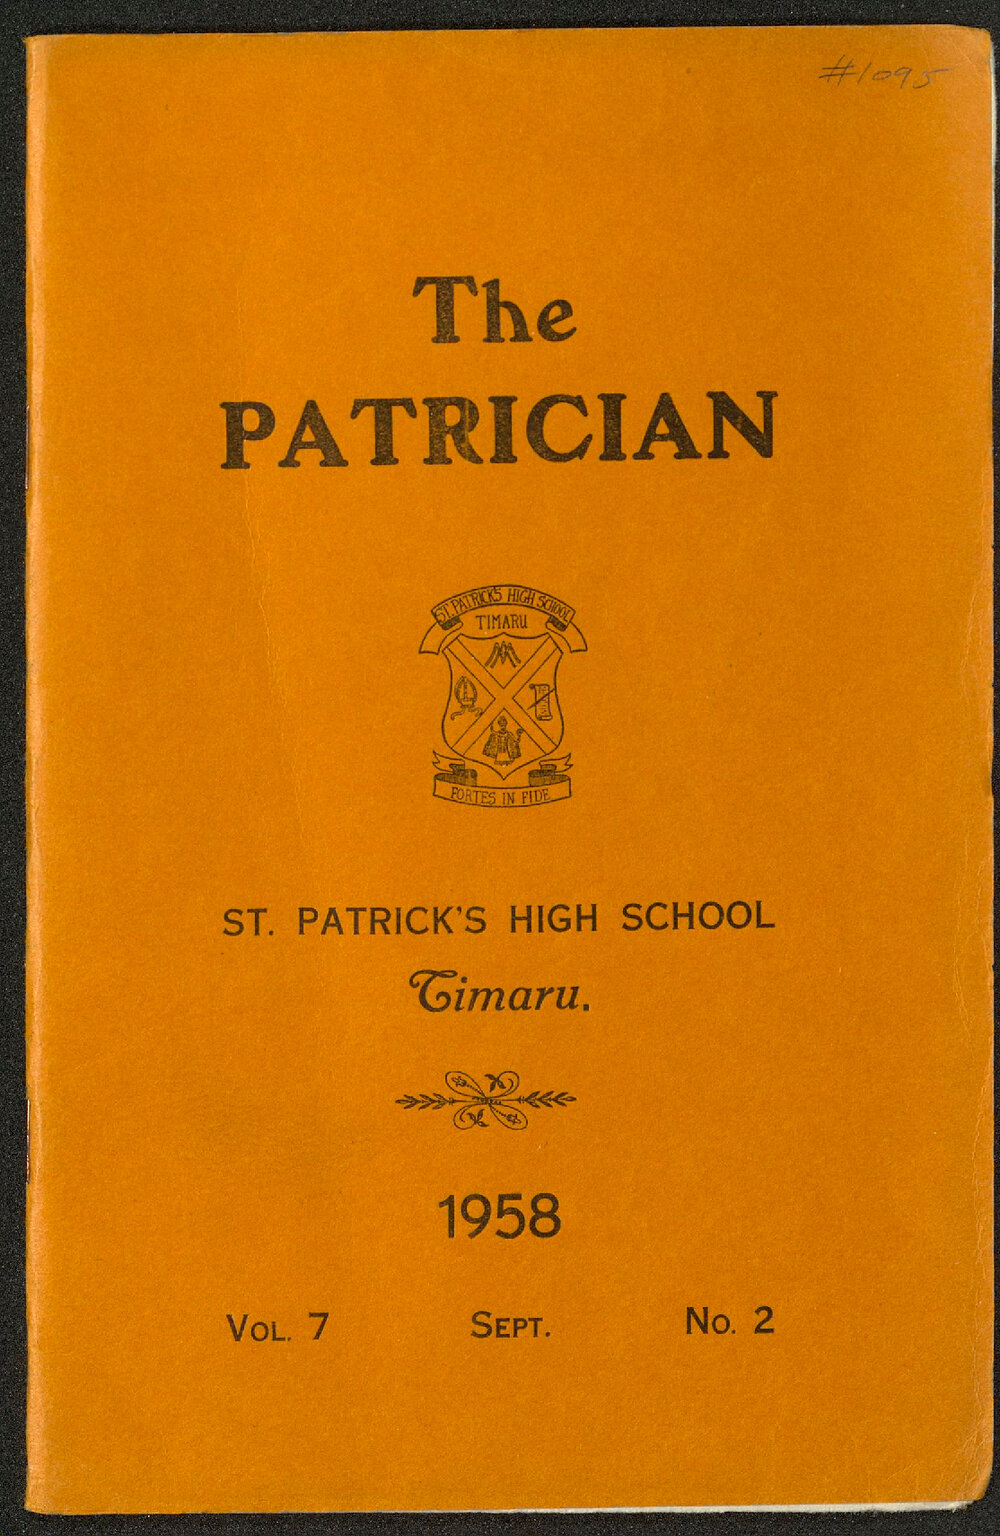 #1095
The
PATRICIAN
ST. PATRICK'S HIGH SCHOOL
TIMARU
FORTES IN FIDE
ST. PATRICK'S HIGH SCHOOL
Timaru.
1958
VOL. 7 SEPT. NO. 2